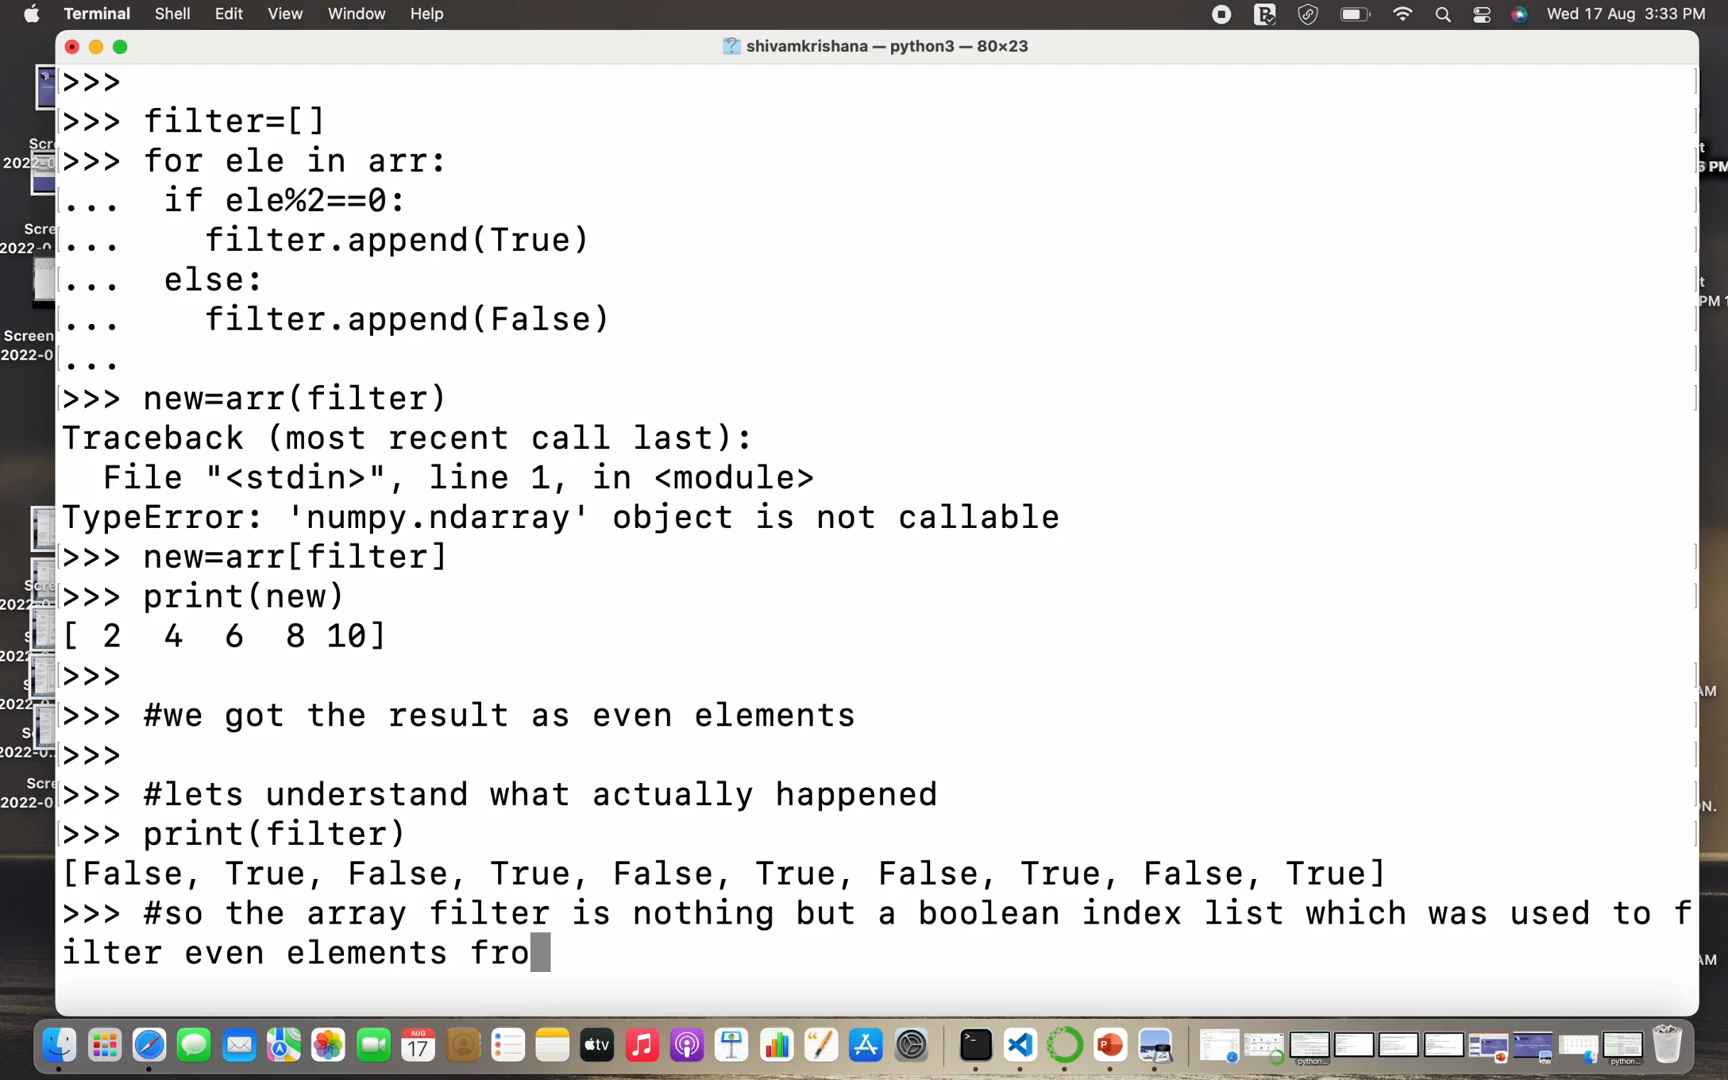 Terminal Shell Edit View Window Help Wed 17 Aug 3:33 PM
shivamkrishana — python3 — 80×23
>>>
>>> filter=[]
>>> for ele in arr:
...  if ele%2==0:
...    filter.append(True)
...  else:
...    filter.append(False)
...
>>> new=arr(filter)
Traceback (most recent call last):
  File "<stdin>", line 1, in <module>
TypeError: 'numpy.ndarray' object is not callable
>>> new=arr[filter]
>>> print(new)
[ 2  4  6  8 10]
>>>
>>> #we got the result as even elements
>>>
>>> #lets understand what actually happened
>>> print(filter)
[False, True, False, True, False, True, False, True, False, True]
>>> #so the array filter is nothing but a boolean index list which was used to f
ilter even elements fro
AUG
17
tv